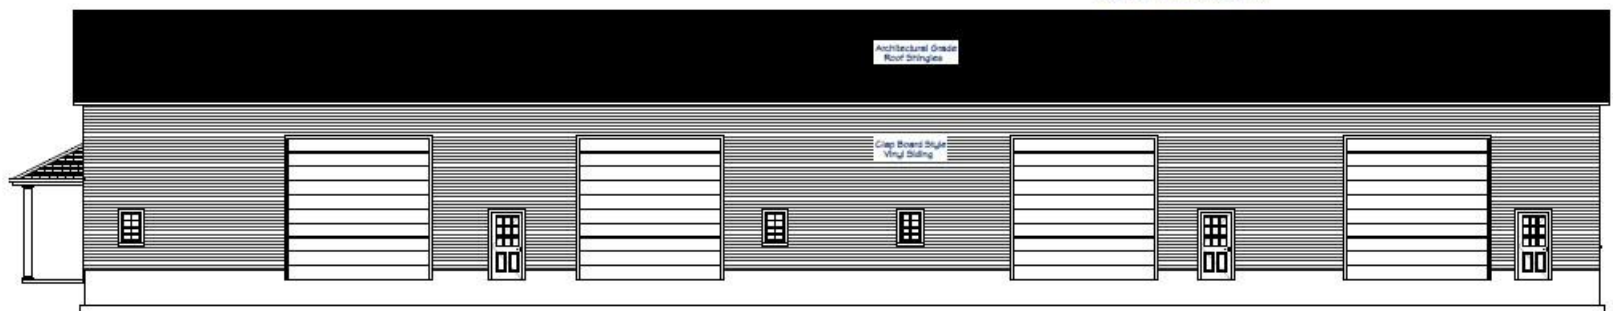 Architectural Grade
Roof Shingles
Clap Board Style
Vinyl Siding